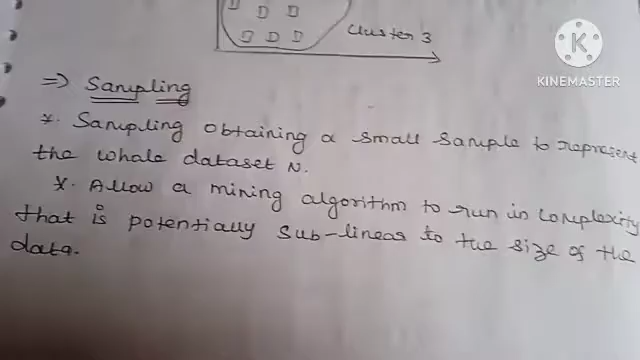 D
D D
D D D
Cluster 3
K
KINEMASTER
=> Sampling
*. Sampling obtaining a small sample to represent
the whole dataset N.
*. Allow a mining algorithm to run in complexity
that is potentially sub-linear to the size of the
data.